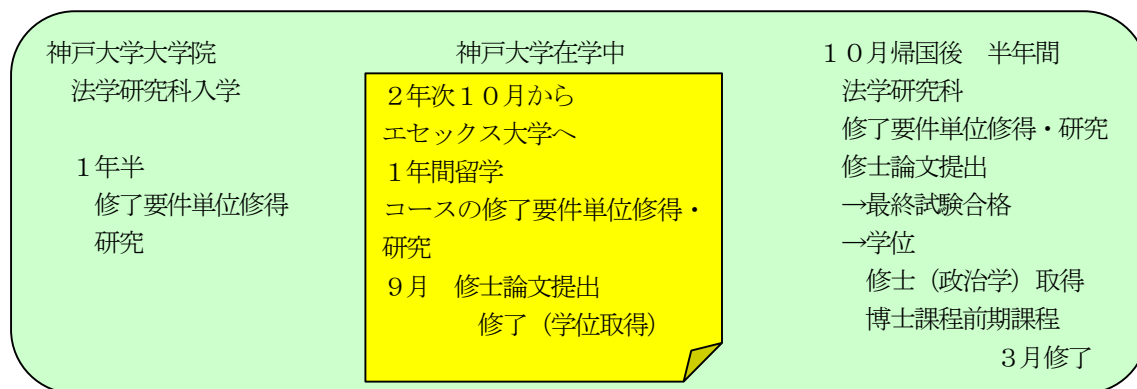 神戸大学大学院
法学研究科入学
１年半
修了要件単位修得
研究
神戸大学在学中
２年次１０月から
エセックス大学へ
１年間留学
コースの修了要件単位修得・
研究
９月　修士論文提出
修了（学位取得）
１０月帰国後　半年間
法学研究科
修了要件単位修得・研究
修士論文提出
→最終試験合格
→学位
修士（政治学）取得
博士課程前期課程
３月修了